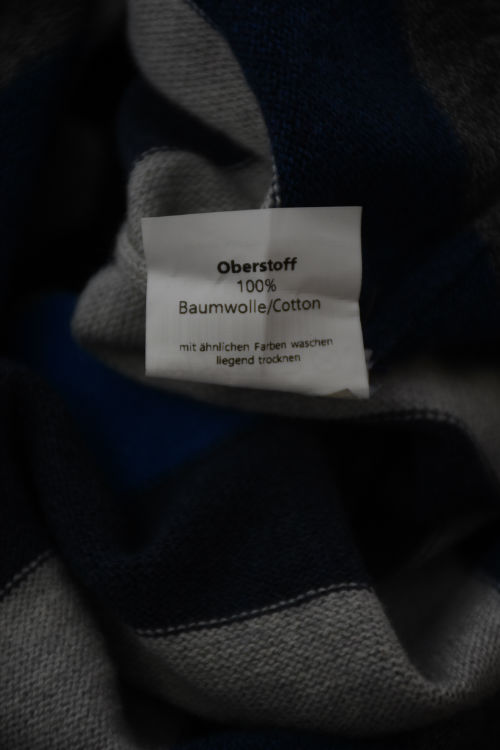 Oberstoff
100%
Baumwolle/Cotton
mit ähnlichen Farben waschen
liegend trocknen